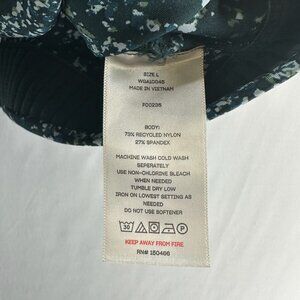 SIZE L
MADE IN VIETNAM
F00236
BODY:
73% RECYCLED NYLON
27% SPANDEX
MACHINE WASH COLD WASH
SEPERATELY
USE NON-CHLORINE BLEACH
WHEN NEEDED
TUMBLE DRY LOW
IRON ON LOWEST SETTING AS
NEEDED
DO NOT USE SOFTENER
30
KEEP AWAY FROM FIRE
RN# 150466